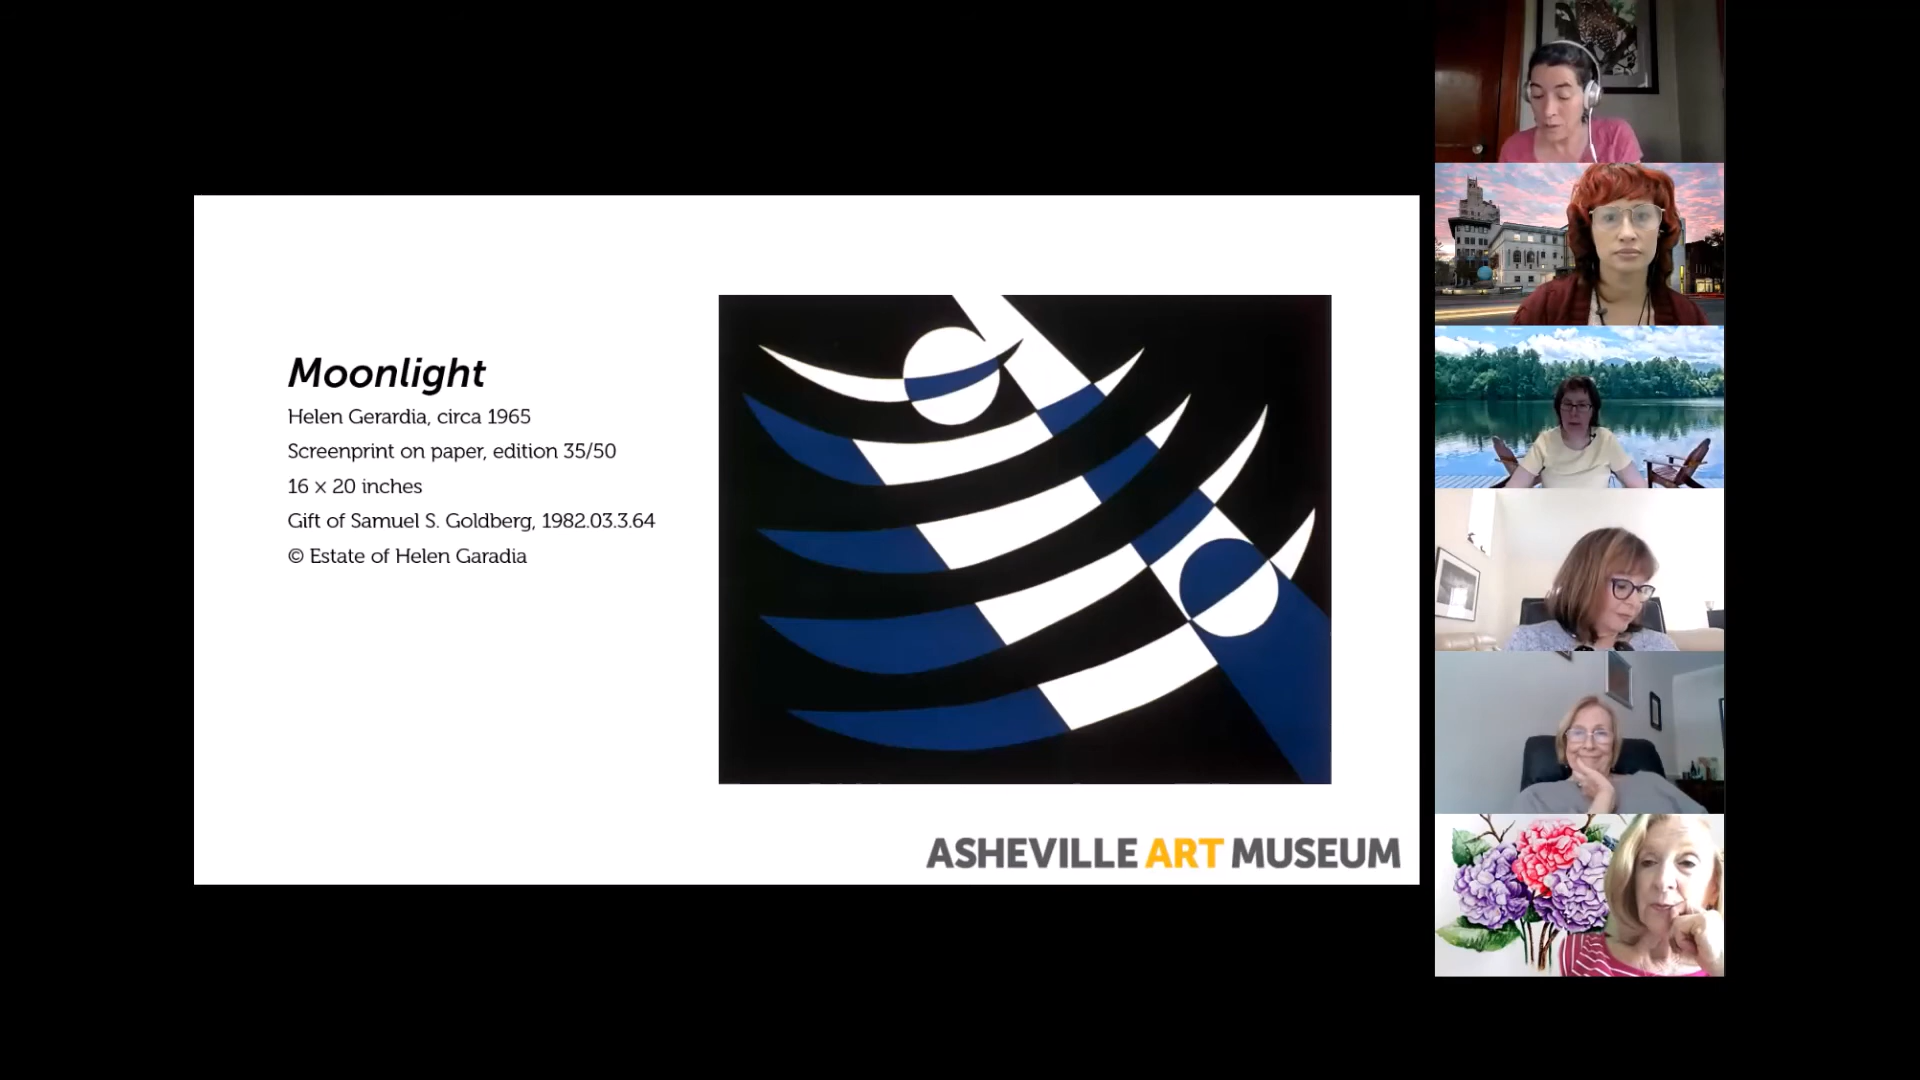 Moonlight
Helen Gerardia, circa 1965
Screenprint on paper, edition 35/50
16 × 20 inches
Gift of Samuel S. Goldberg, 1982.03.3.64
© Estate of Helen Garadia
ASHEVILLE ART MUSEUM